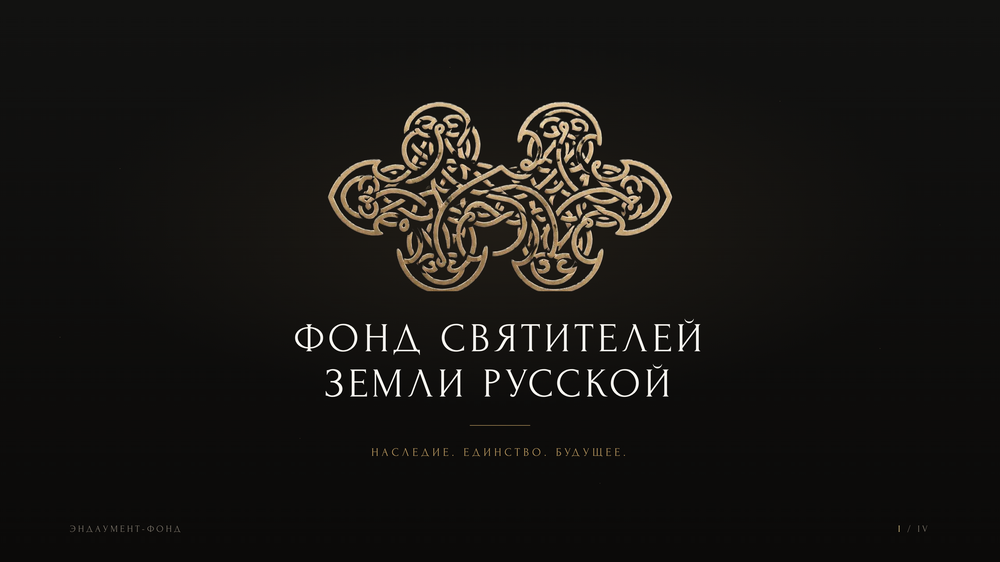 ФОНД СВЯТИТЕЛЕЙ
ЗЕМЛИ РУССКОЙ
НАСЛЕДИЕ. ЕДИНСТВО. БУДУЩЕЕ.
ЭНДАУМЕНТ-ФОНД
I / IV